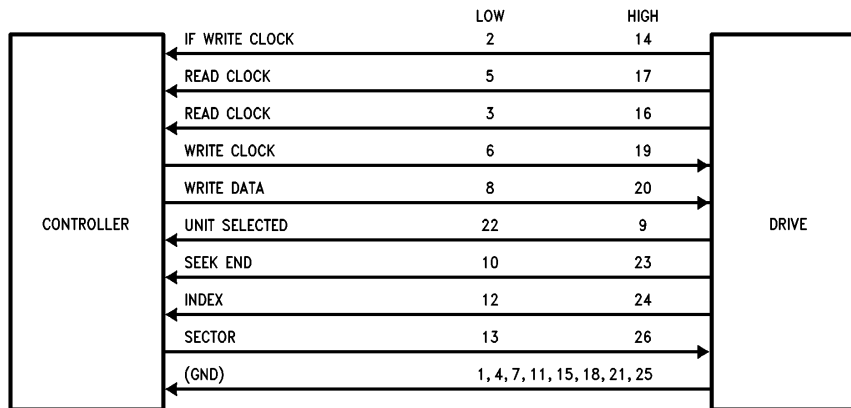 LOW HIGH
IF WRITE CLOCK 2 14
READ CLOCK 5 17
READ CLOCK 3 16
WRITE CLOCK 6 19
WRITE DATA 8 20
CONTROLLER UNIT SELECTED 22 9 DRIVE
SEEK END 10 23
INDEX 12 24
SECTOR 13 26
(GND) 1, 4, 7, 11, 15, 18, 21, 25